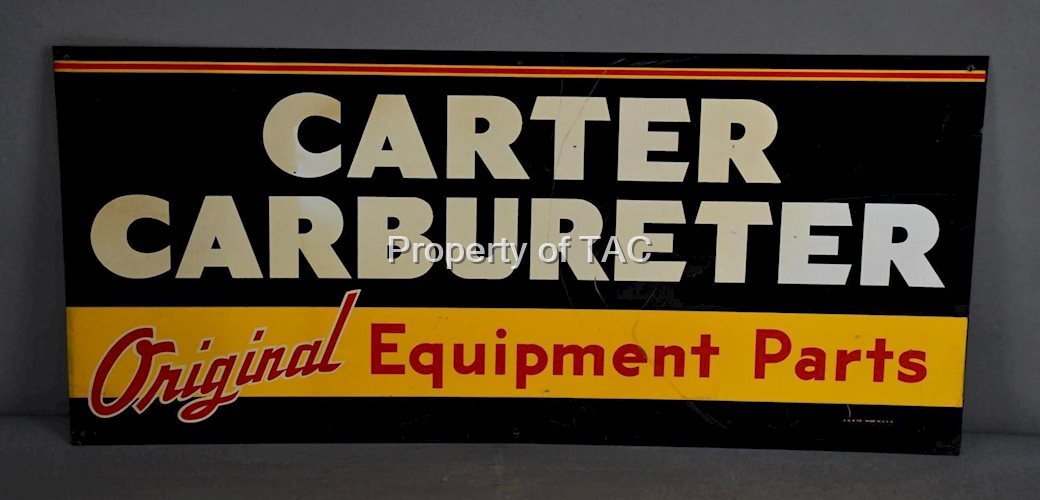 CARTER
CARBURETER
Property of TAC
Original Equipment Parts